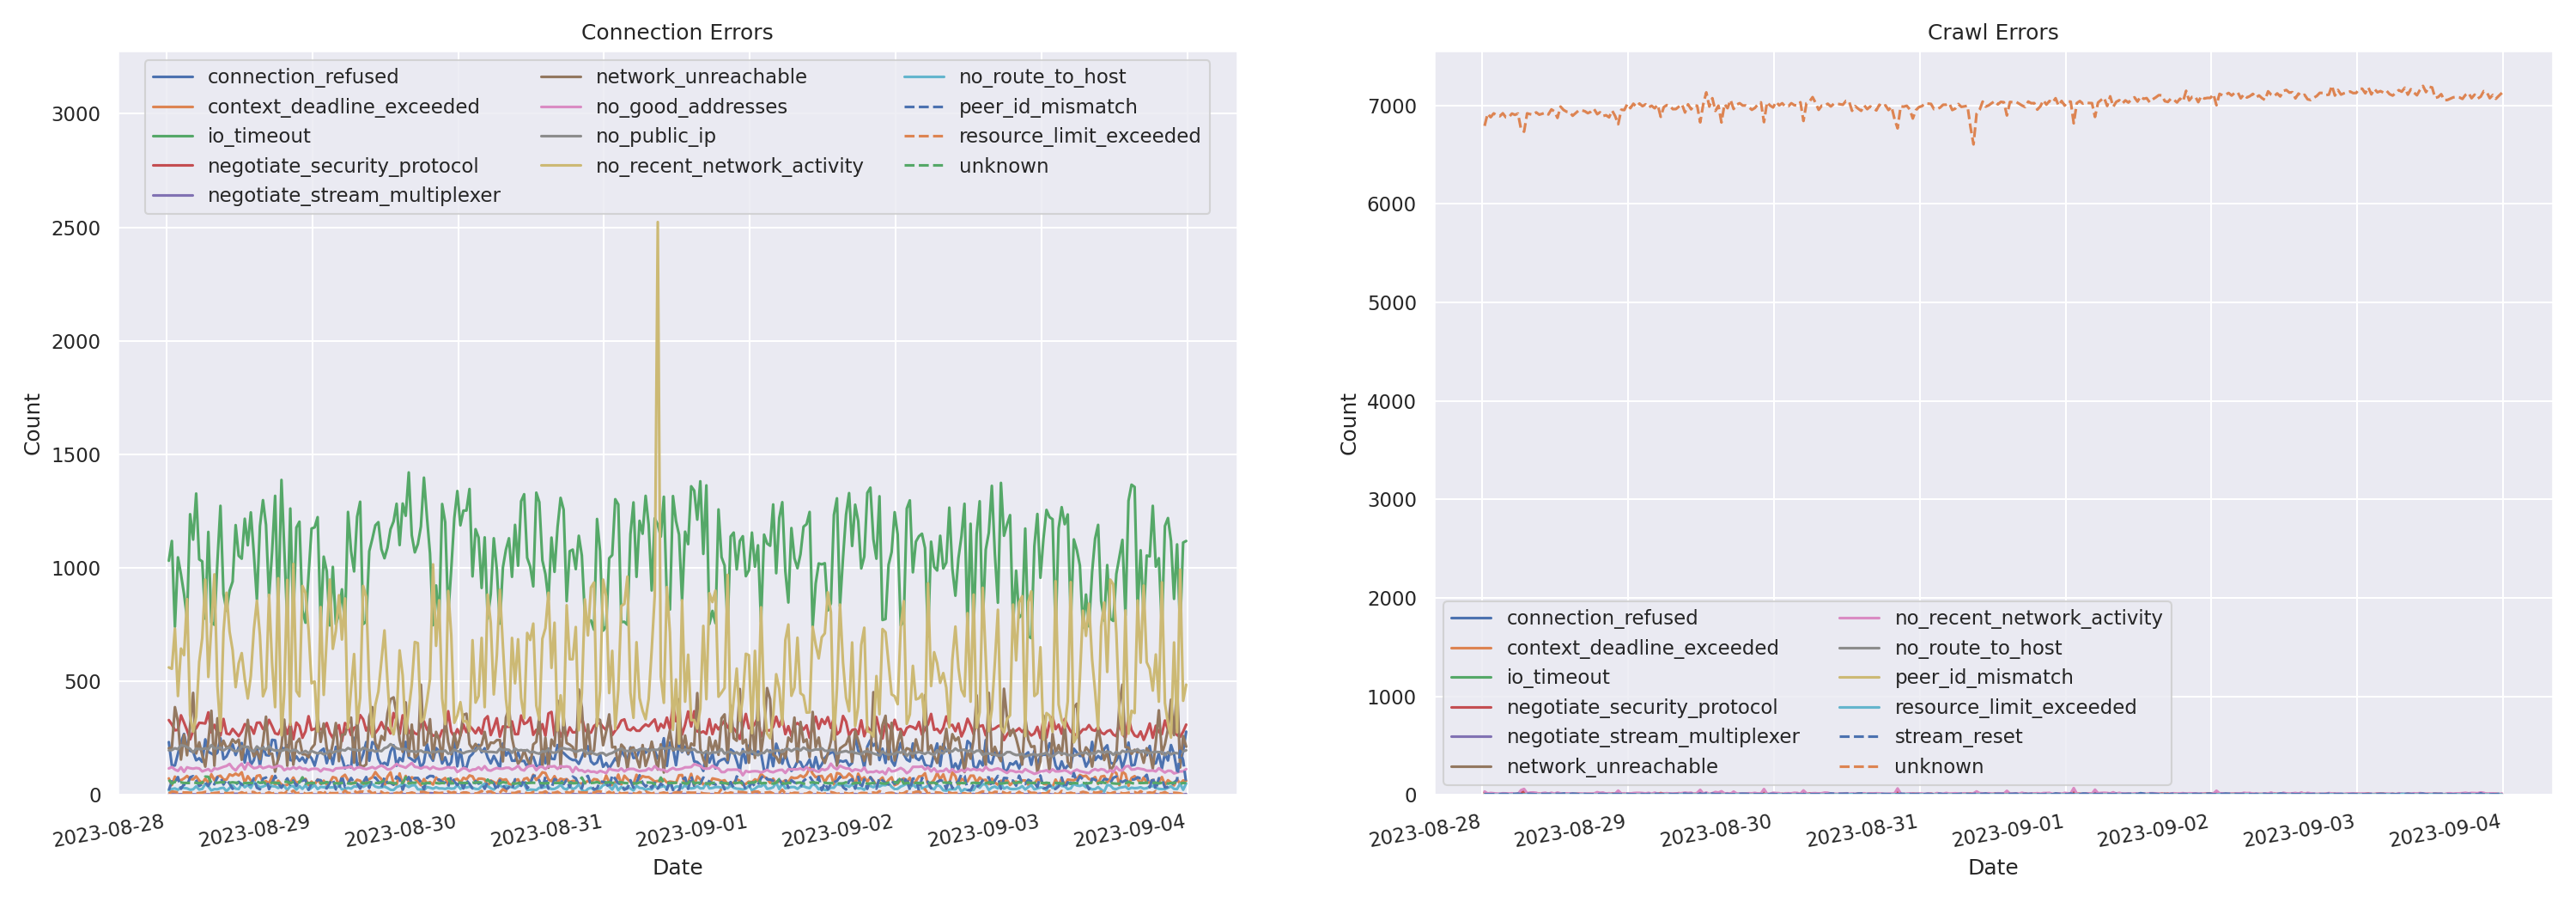 Connection Errors
connection_refused
context_deadline_exceeded
io_timeout
negotiate_security_protocol
negotiate_stream_multiplexer
network_unreachable
no_good_addresses
no_public_ip
no_recent_network_activity
no_route_to_host
peer_id_mismatch
resource_limit_exceeded
unknown
Count
3000
2500
2000
1500
1000
500
0
2023-08-28
2023-08-29
2023-08-30
2023-08-31
2023-09-01
2023-09-02
2023-09-03
2023-09-04
Date
Crawl Errors
Count
7000
6000
5000
4000
3000
2000
1000
0
connection_refused
context_deadline_exceeded
io_timeout
negotiate_security_protocol
negotiate_stream_multiplexer
network_unreachable
no_recent_network_activity
no_route_to_host
peer_id_mismatch
resource_limit_exceeded
stream_reset
unknown
2023-08-28
2023-08-29
2023-08-30
2023-08-31
2023-09-01
2023-09-02
2023-09-03
2023-09-04
Date